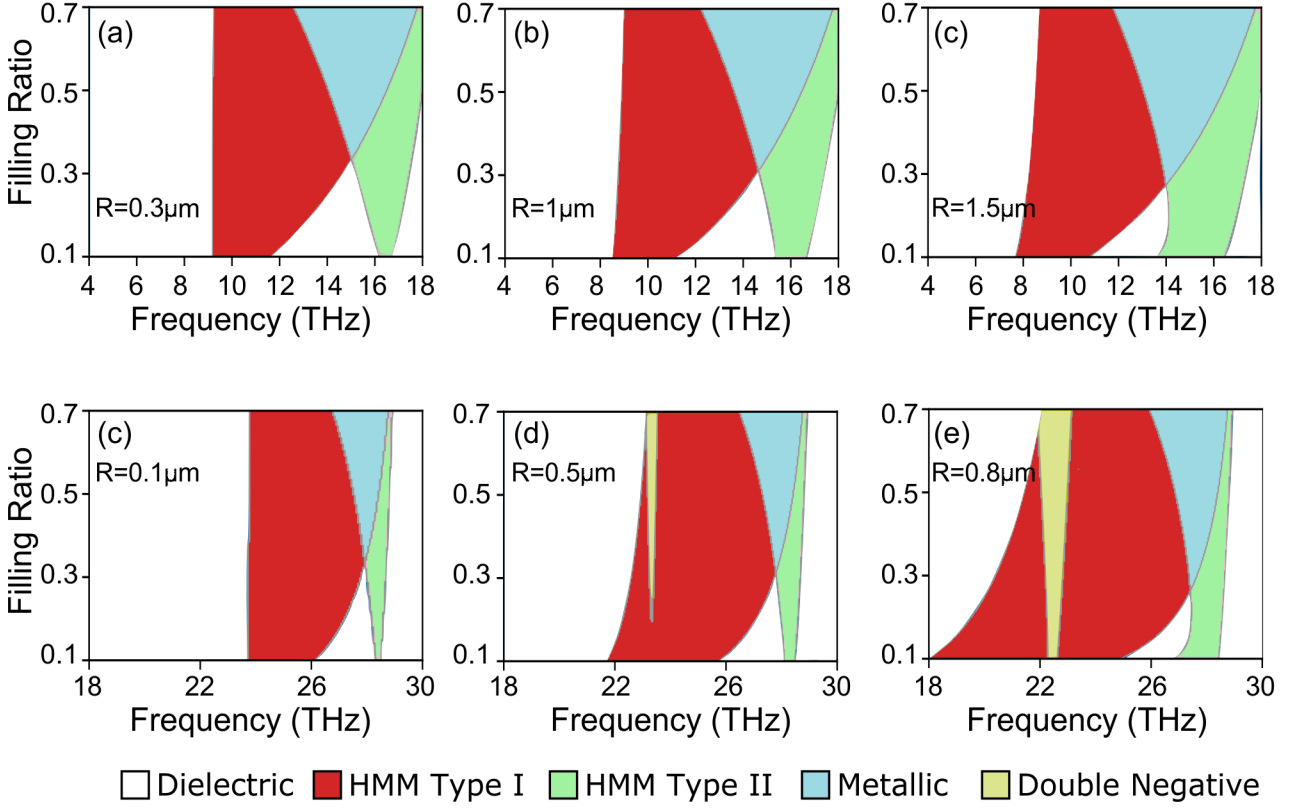 Filling Ratio
0.7
0.5
0.3
0.1
(a)
R=0.3µm
4 6 8 10 12 14 16 18
Frequency (THz)
0.7
0.5
0.3
0.1
(b)
R=1µm
4 6 8 10 12 14 16 18
Frequency (THz)
0.7
0.5
0.3
0.1
(c)
R=1.5µm
4 6 8 10 12 14 16 18
Frequency (THz)
Filling Ratio
0.7
0.5
0.3
0.1
(c)
R=0.1µm
18 22 26 30
Frequency (THz)
0.7
0.5
0.3
0.1
(d)
R=0.5µm
18 22 26 30
Frequency (THz)
0.7
0.5
0.3
0.1
(e)
R=0.8µm
18 22 26 30
Frequency (THz)
Dielectric HMM Type I HMM Type II Metallic Double Negative